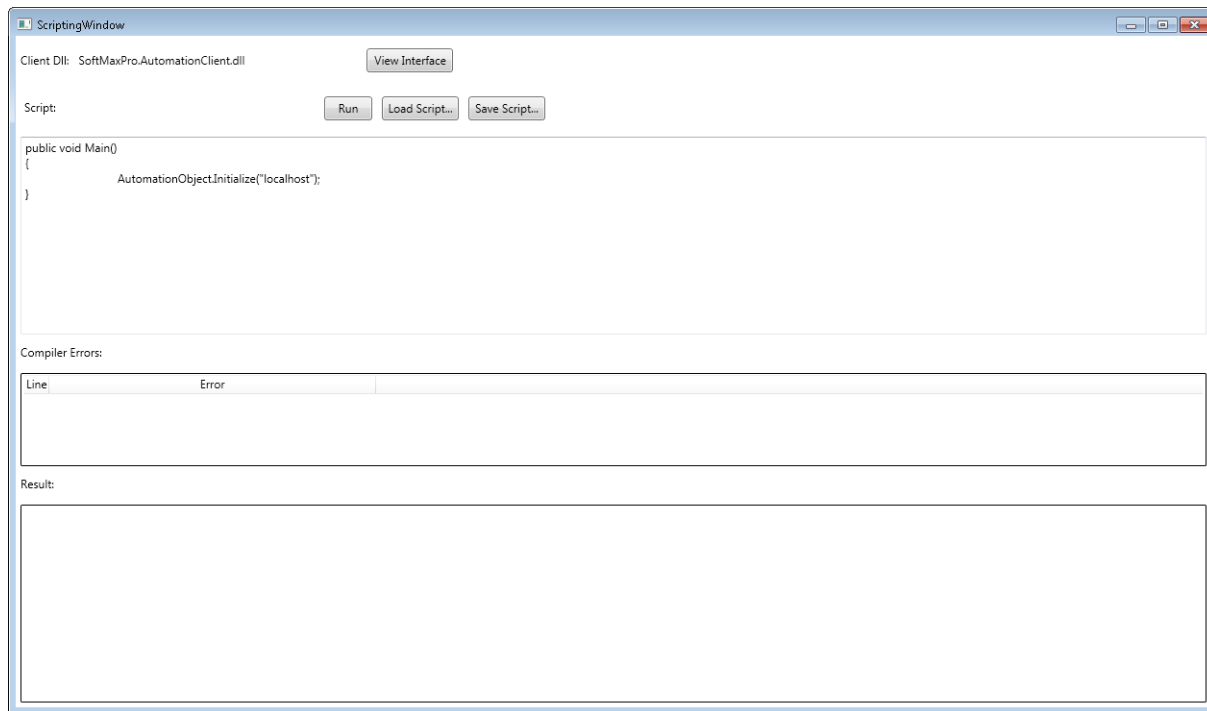 ScriptingWindow
Client Dll: SoftMaxPro.AutomationClient.dll View Interface
Script: Run Load Script... Save Script...
public void Main()
{
AutomationObject.Initialize("localhost");
}
Compiler Errors:
Line Error
Result: